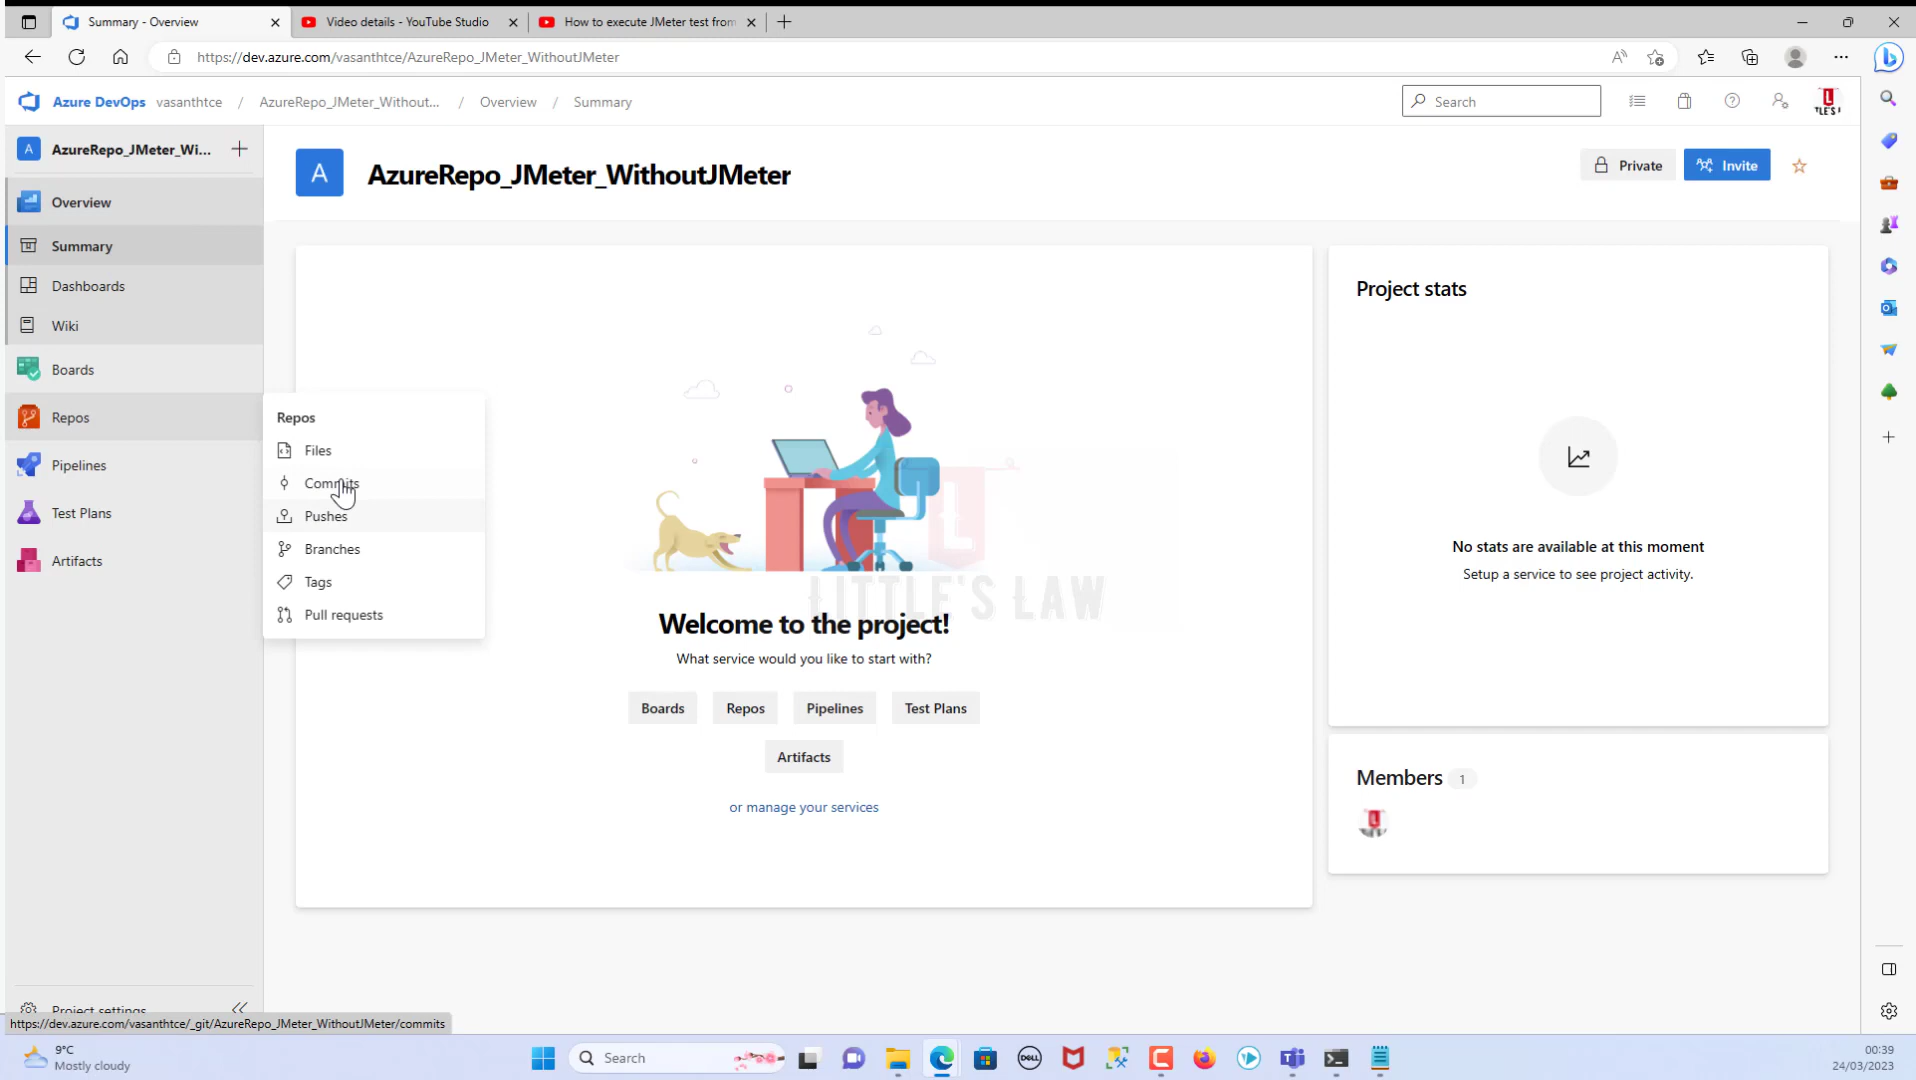 Summary - Overview
Video details - YouTube Studio
How to execute JMeter test from
https://dev.azure.com/vasanthtce/AzureRepo_JMeter_WithoutJMeter
Azure DevOps vasanthtce / AzureRepo_JMeter_Without... / Overview / Summary
Search
AzureRepo_JMeter_Wi...
A
A AzureRepo_JMeter_WithoutJMeter
Private
Invite
Overview
Summary
Dashboards
Wiki
Boards
Repos
Pipelines
Test Plans
Artifacts
Repos
Files
Commits
Pushes
Branches
Tags
Pull requests
LITTLE'S LAW
Welcome to the project!
What service would you like to start with?
Boards Repos Pipelines Test Plans
Artifacts
or manage your services
Project stats
No stats are available at this moment
Setup a service to see project activity.
Members 1
Project settings
https://dev.azure.com/vasanthtce/_git/AzureRepo_JMeter_WithoutJMeter/commits
9°C
Mostly cloudy
Search
DELL
00:39
24/03/2023